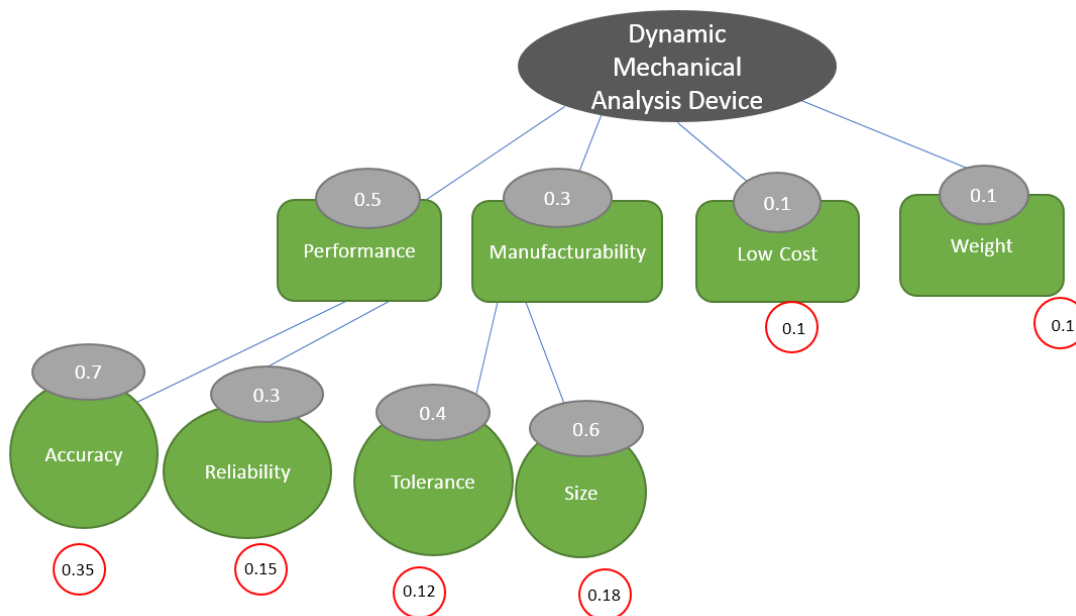 Dynamic
Mechanical
Analysis Device
0.5
0.3
0.1
0.1
Performance
Manufacturability
Low Cost
Weight
0.1
0.1
0.7
0.3
0.4
0.6
Accuracy
Reliability
Tolerance
Size
0.35
0.15
0.12
0.18